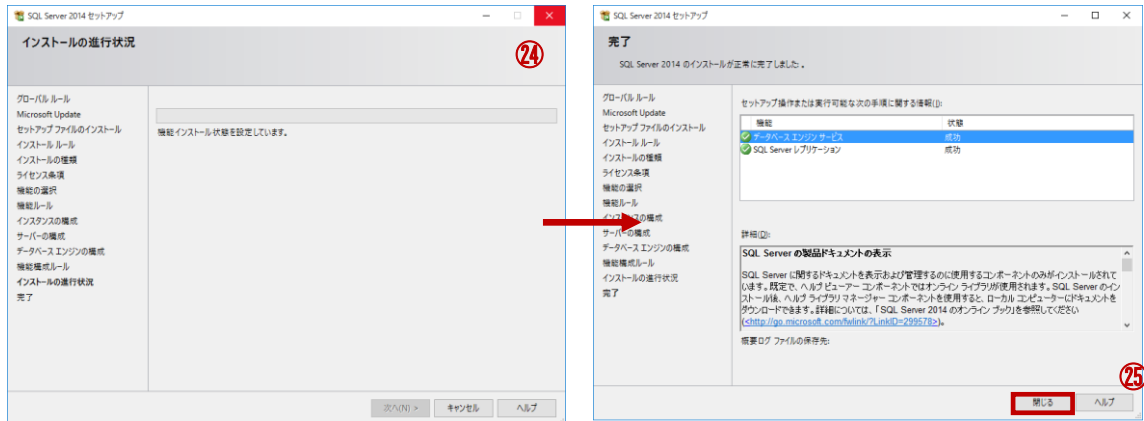 SQL Server 2014 セットアップ
インストールの進行状況
㉔
グローバル ルール
Microsoft Update
セットアップ ファイルのインストール
インストール ルール
インストールの種類
ライセンス条項
機能の選択
機能ルール
インスタンスの構成
サーバーの構成
データベース エンジンの構成
機能構成ルール
インストールの進行状況
完了
機能インストール状態を設定しています。
次へ(N) >
キャンセル
ヘルプ
SQL Server 2014 セットアップ
完了
SQL Server 2014 のインストールが正常に完了しました。
グローバル ルール
Microsoft Update
セットアップ ファイルのインストール
インストール ルール
インストールの種類
ライセンス条項
機能の選択
機能ルール
インスタンスの構成
サーバーの構成
データベース エンジンの構成
機能構成ルール
インストールの進行状況
完了
セットアップ操作または実行可能な次の手順に関する情報(I):
機能 状態
データベース エンジン サービス 成功
SQL Server レプリケーション 成功
詳細(D):
SQL Server の製品ドキュメントの表示
SQL Server に関するドキュメントを表示および管理するのに使用するコンポーネントのみがインストールされて
います。既定で、ヘルプ ビューアー コンポーネントではオンライン ライブラリが使用されます。SQL Server のイン
ストール後、ヘルプ ライブラリ マネージャー コンポーネントを使用すると、ローカル コンピューターにドキュメントを
ダウンロードできます。詳細については、「SQL Server 2014 のオンライン ブック」を参照してください
(<http://go.microsoft.com/fwlink/?LinkID=299578>)。
概要ログ ファイルの保存先:
㉕
閉じる
ヘルプ